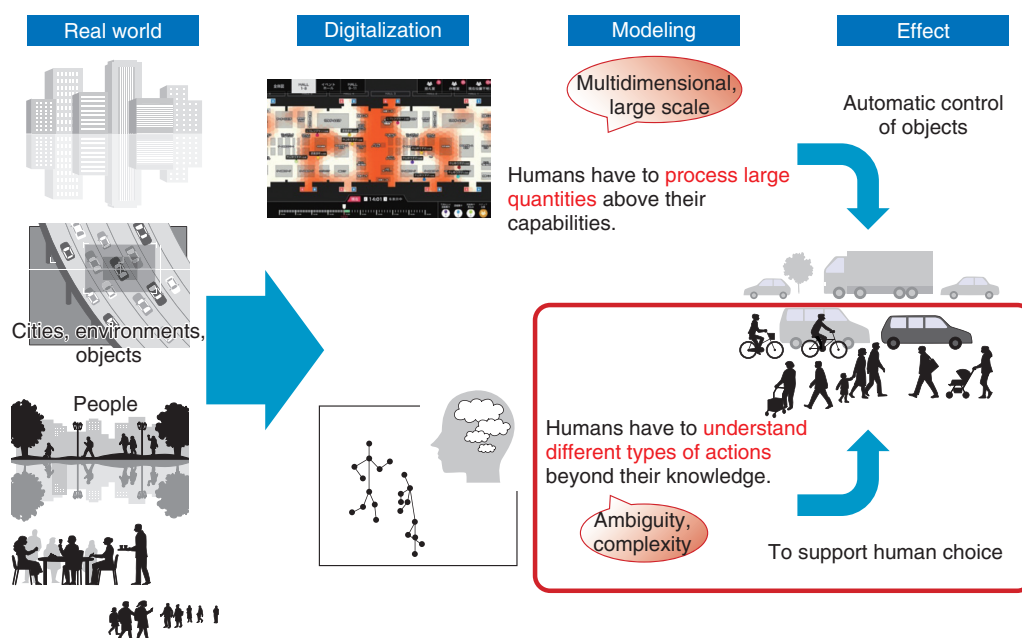 Real world
Digitalization
Modeling
Effect
Multidimensional,
large scale
Automatic control
of objects
Humans have to process large
quantities above their
capabilities.
Cities, environments,
objects
People
Humans have to understand
different types of actions
beyond their knowledge.
Ambiguity,
complexity
To support human choice
14:01